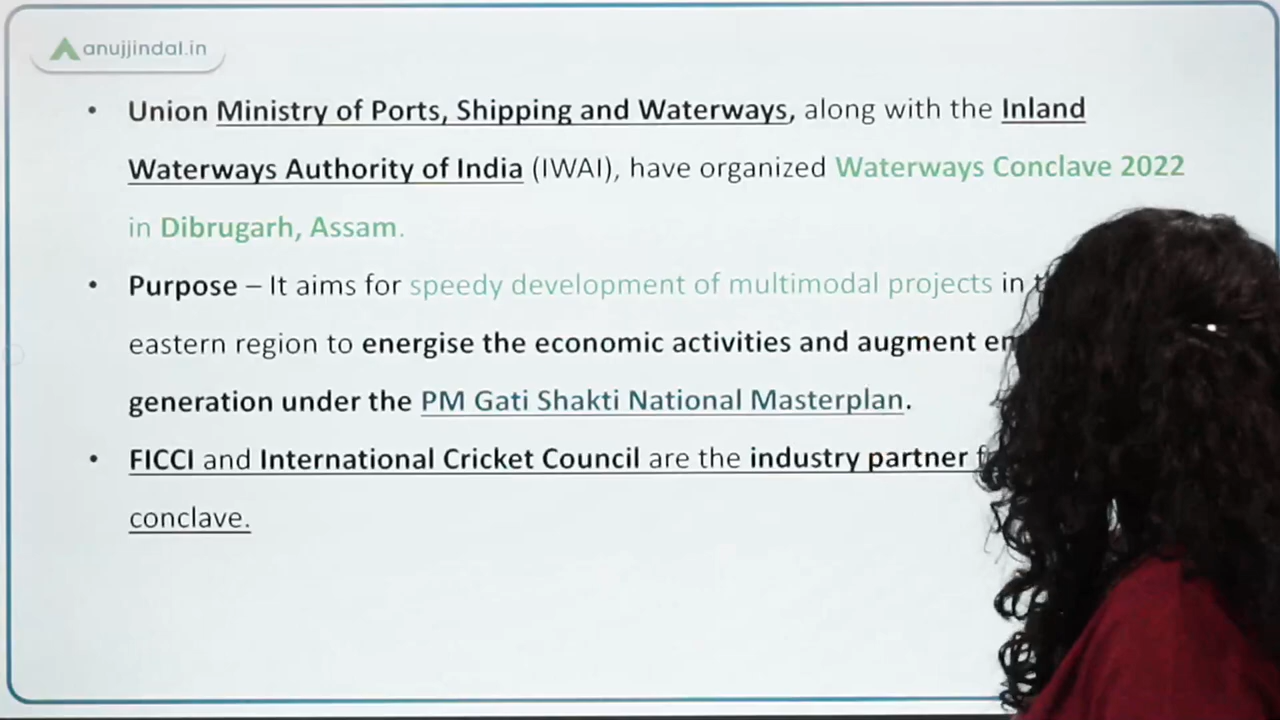 anujjindal.in
• Union Ministry of Ports, Shipping and Waterways, along with the Inland
Waterways Authority of India (IWAI), have organized Waterways Conclave 2022
in Dibrugarh, Assam.
• Purpose – It aims for speedy development of multimodal projects in
eastern region to energise the economic activities and augment
generation under the PM Gati Shakti National Masterplan.
• FICCI and International Cricket Council are the industry partner
conclave.